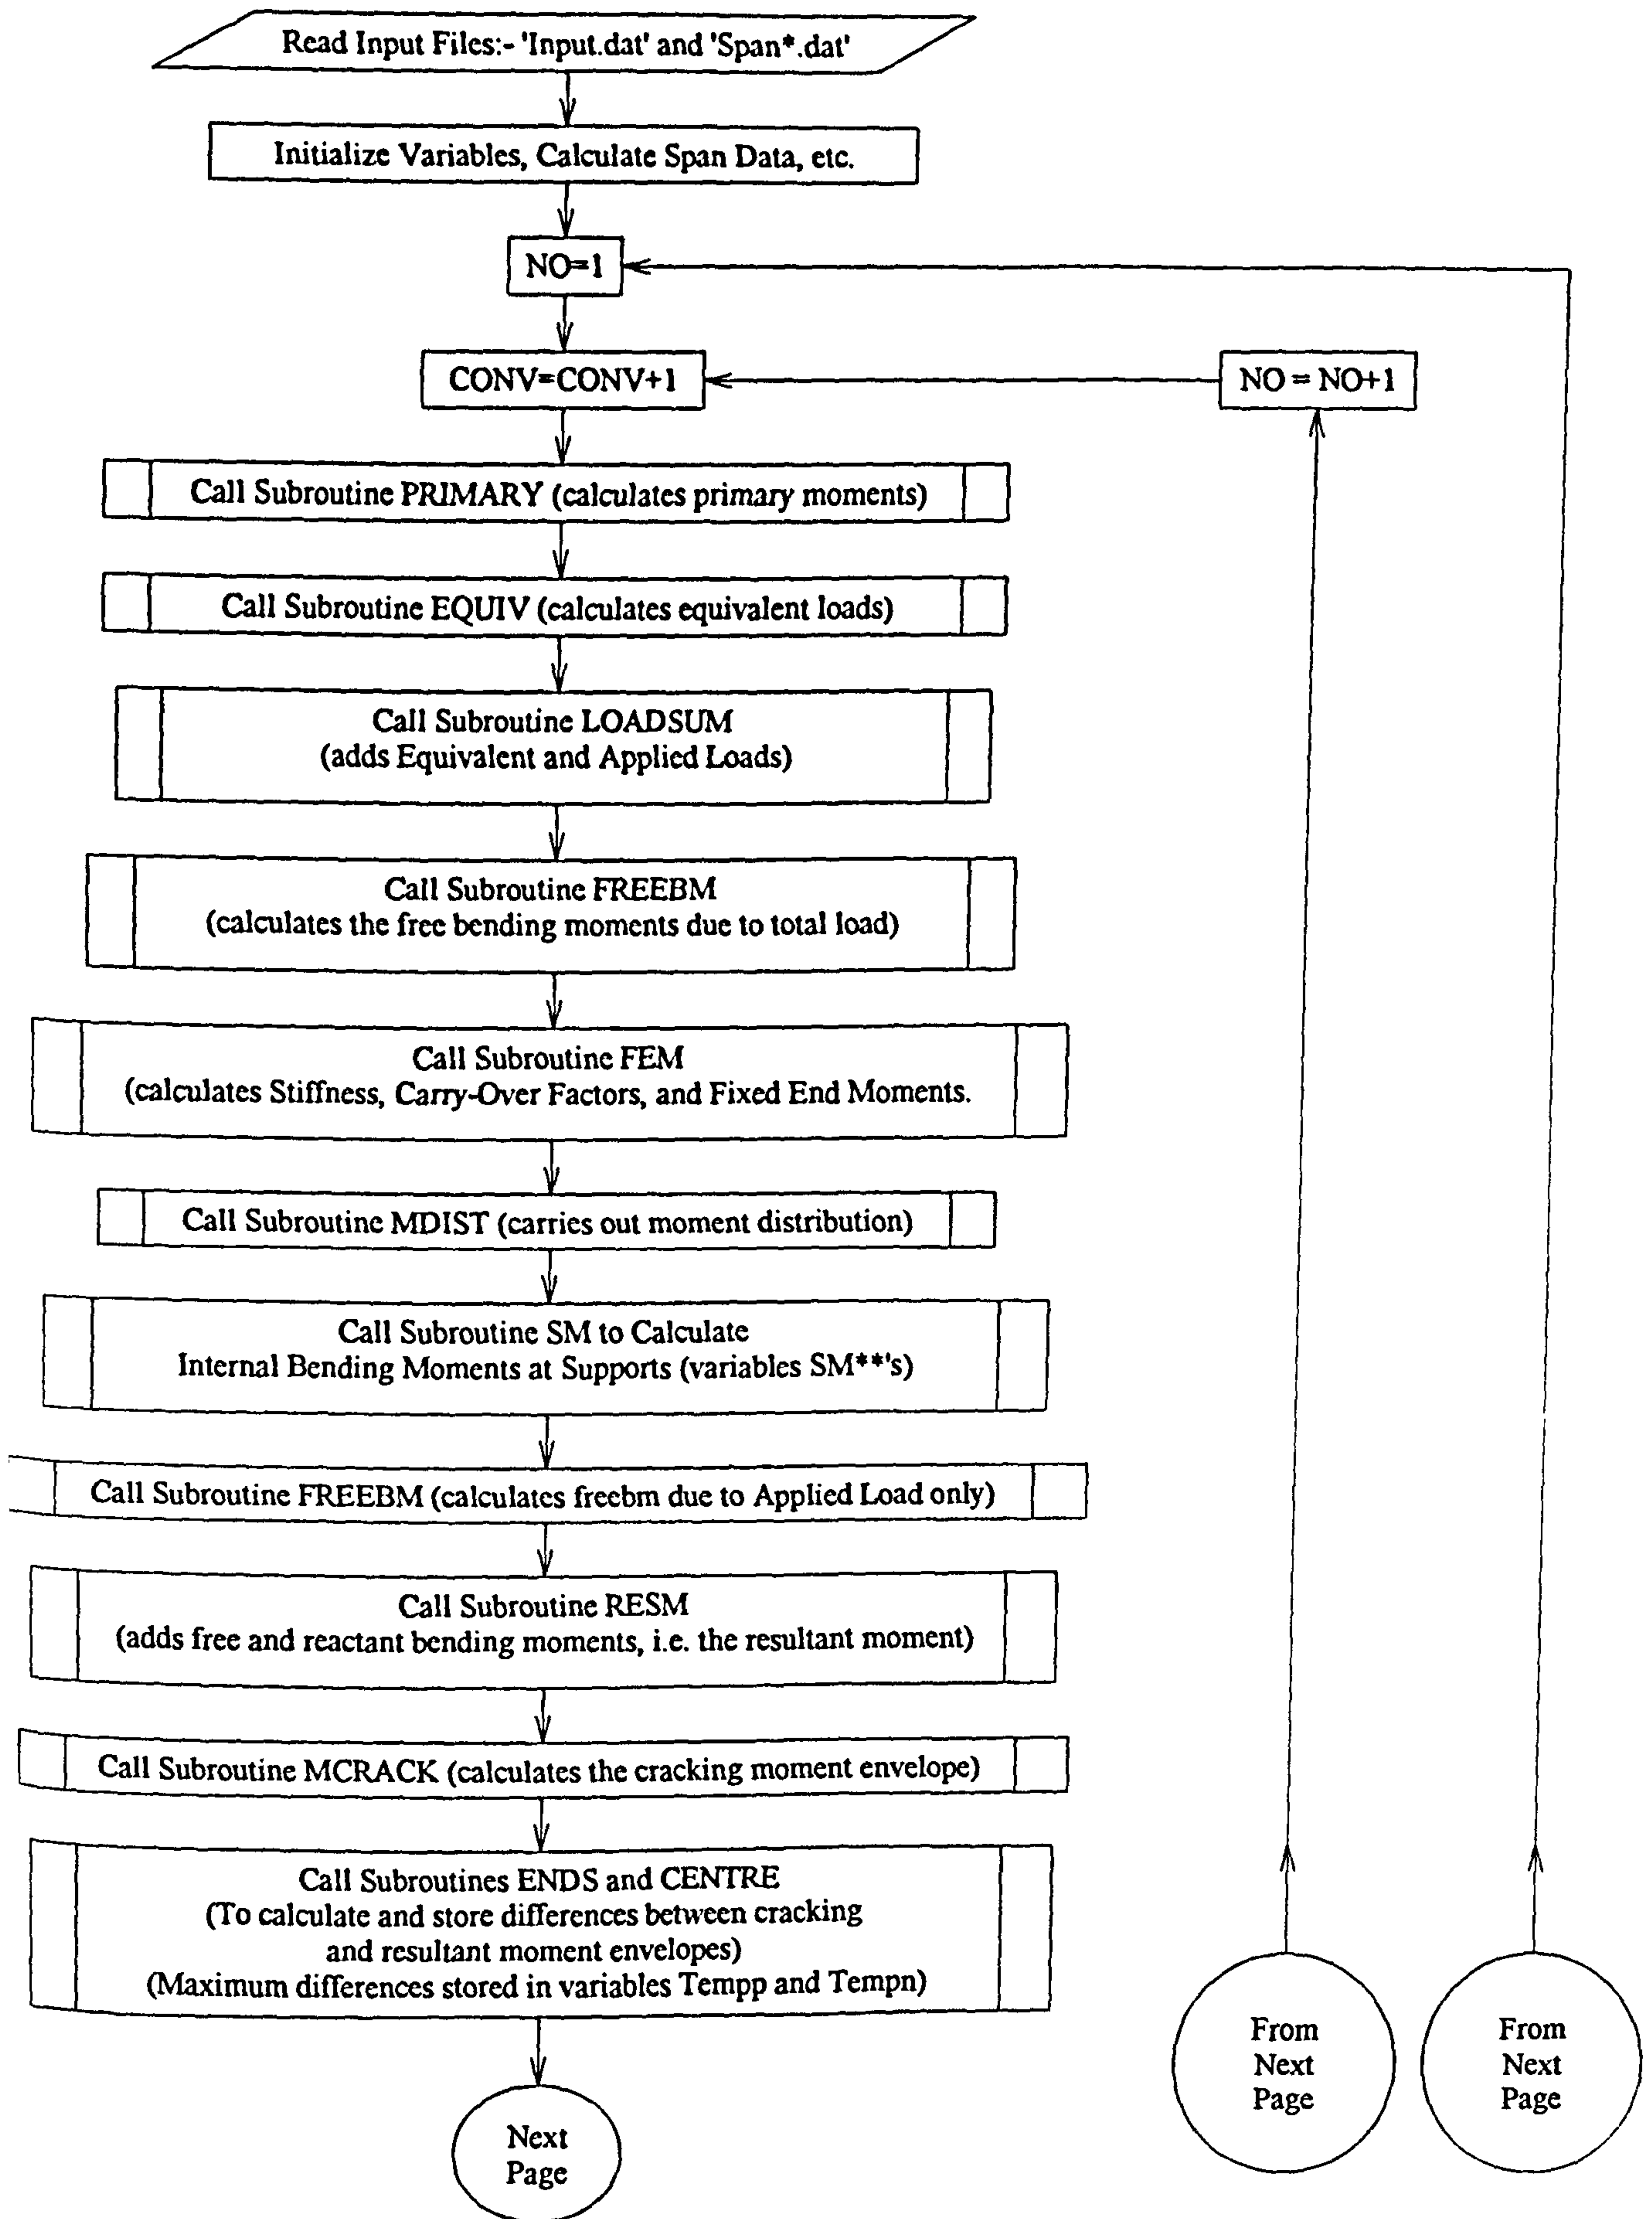 Read Input Files:- 'Input.dat' and 'Span*.dat'
Initialize Variables, Calculate Span Data, etc.
NO=1
CONV=CONV+1
NO = NO+1
Call Subroutine PRIMARY (calculates primary moments)
Call Subroutine EQUIV (calculates equivalent loads)
Call Subroutine LOADSUM
(adds Equivalent and Applied Loads)
Call Subroutine FREEBM
(calculates the free bending moments due to total load)
Call Subroutine FEM
(calculates Stiffness, Carry-Over Factors, and Fixed End Moments.
Call Subroutine MDIST (carries out moment distribution)
Call Subroutine SM to Calculate
Internal Bending Moments at Supports (variables SM**'s)
Call Subroutine FREEBM (calculates freebm due to Applied Load only)
Call Subroutine RESM
(adds free and reactant bending moments, i.e. the resultant moment)
Call Subroutine MCRACK (calculates the cracking moment envelope)
Call Subroutines ENDS and CENTRE
(To calculate and store differences between cracking
and resultant moment envelopes)
(Maximum differences stored in variables Tempp and Tempn)
Next
Page
From
Next
Page
From
Next
Page